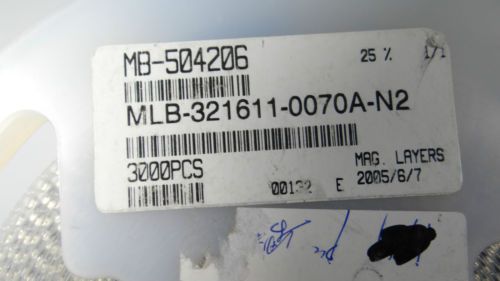 MB-504206 25 % 1/1
MLB-321611-0070A-N2
3000PCS MAG. LAYERS
00132 E 2005/6/7